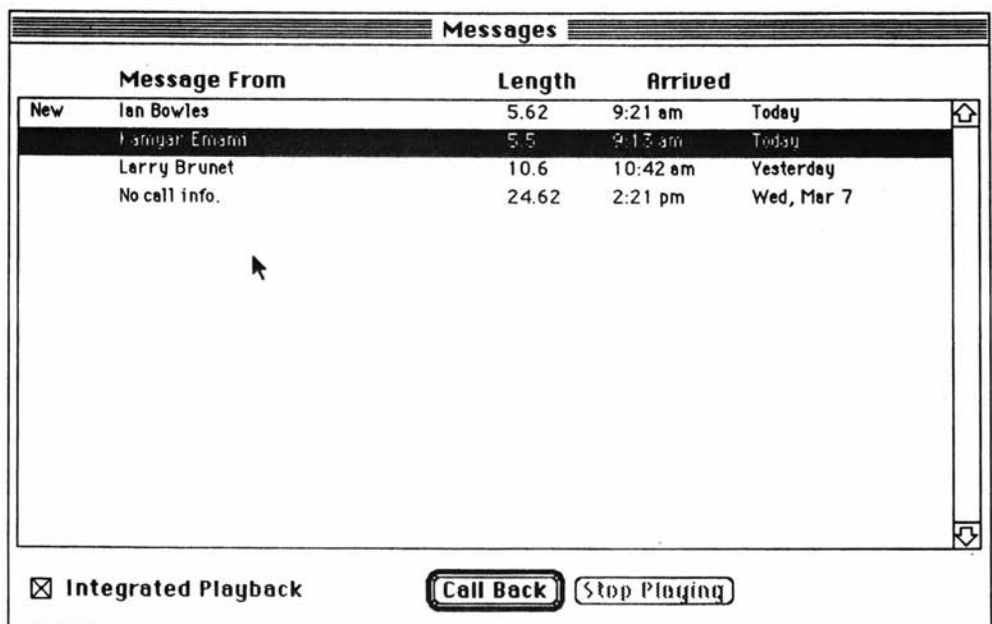 Messages
Message From Length Arrived
New Ian Bowles 5.62 9:21 am Today
Kamyar Emami 5.5 9:13 am Today
Larry Brunet 10.6 10:42 am Yesterday
No call info. 24.62 2:21 pm Wed, Mar 7
Integrated Playback Call Back Stop Playing